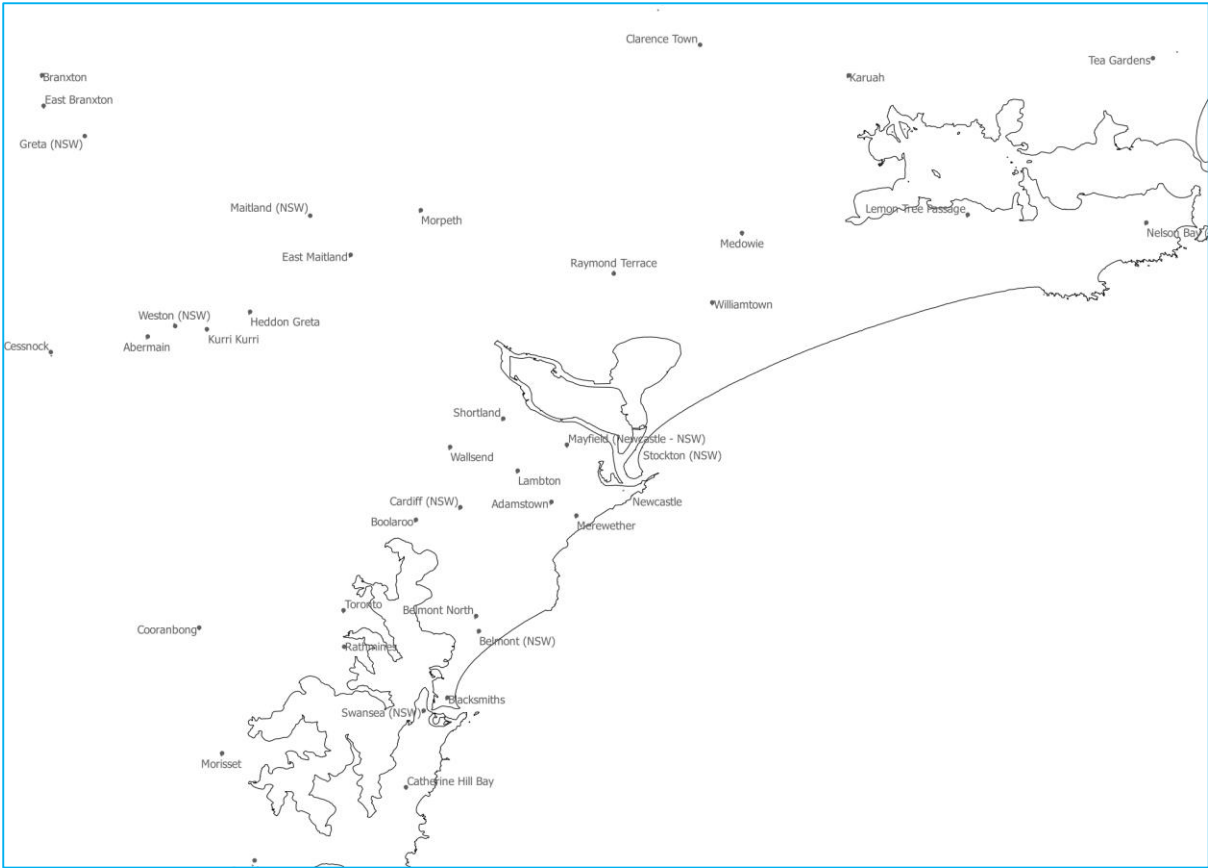 Clarence Town
Tea Gardens
Branxton
Karuah
East Branxton
Greta (NSW)
Maitland (NSW)
Morpeth
Lemon Tree Passage
Nelson Bay (
Medowie
East Maitland
Raymond Terrace
Williamtown
Weston (NSW)
Heddon Greta
Kurri Kurri
Abermain
Cessnock
Shortland
Mayfield (Newcastle - NSW)
Wallsend
Stockton (NSW)
Lambton
Cardiff (NSW)
Adamstown
Newcastle
Boolaroo
Merewether
Toronto
Belmont North
Cooranbong
Belmont (NSW)
Rathmines
Blacksmiths
Swansea (NSW)
Morisset
Catherine Hill Bay